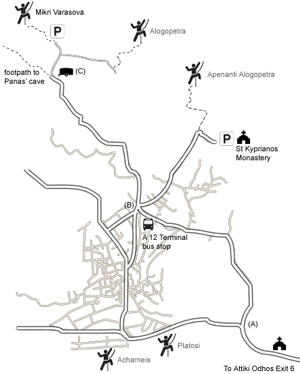 Mikri Varasova
P
Alogopetra
footpath to
Panas' cave
(C)
Apenanti Alogopetra
P
St Kyprianos
Monastery
(B)
A 12 Terminal
bus stop
(A)
Platosi
Acharneis
To Attiki Odhos Exit 6